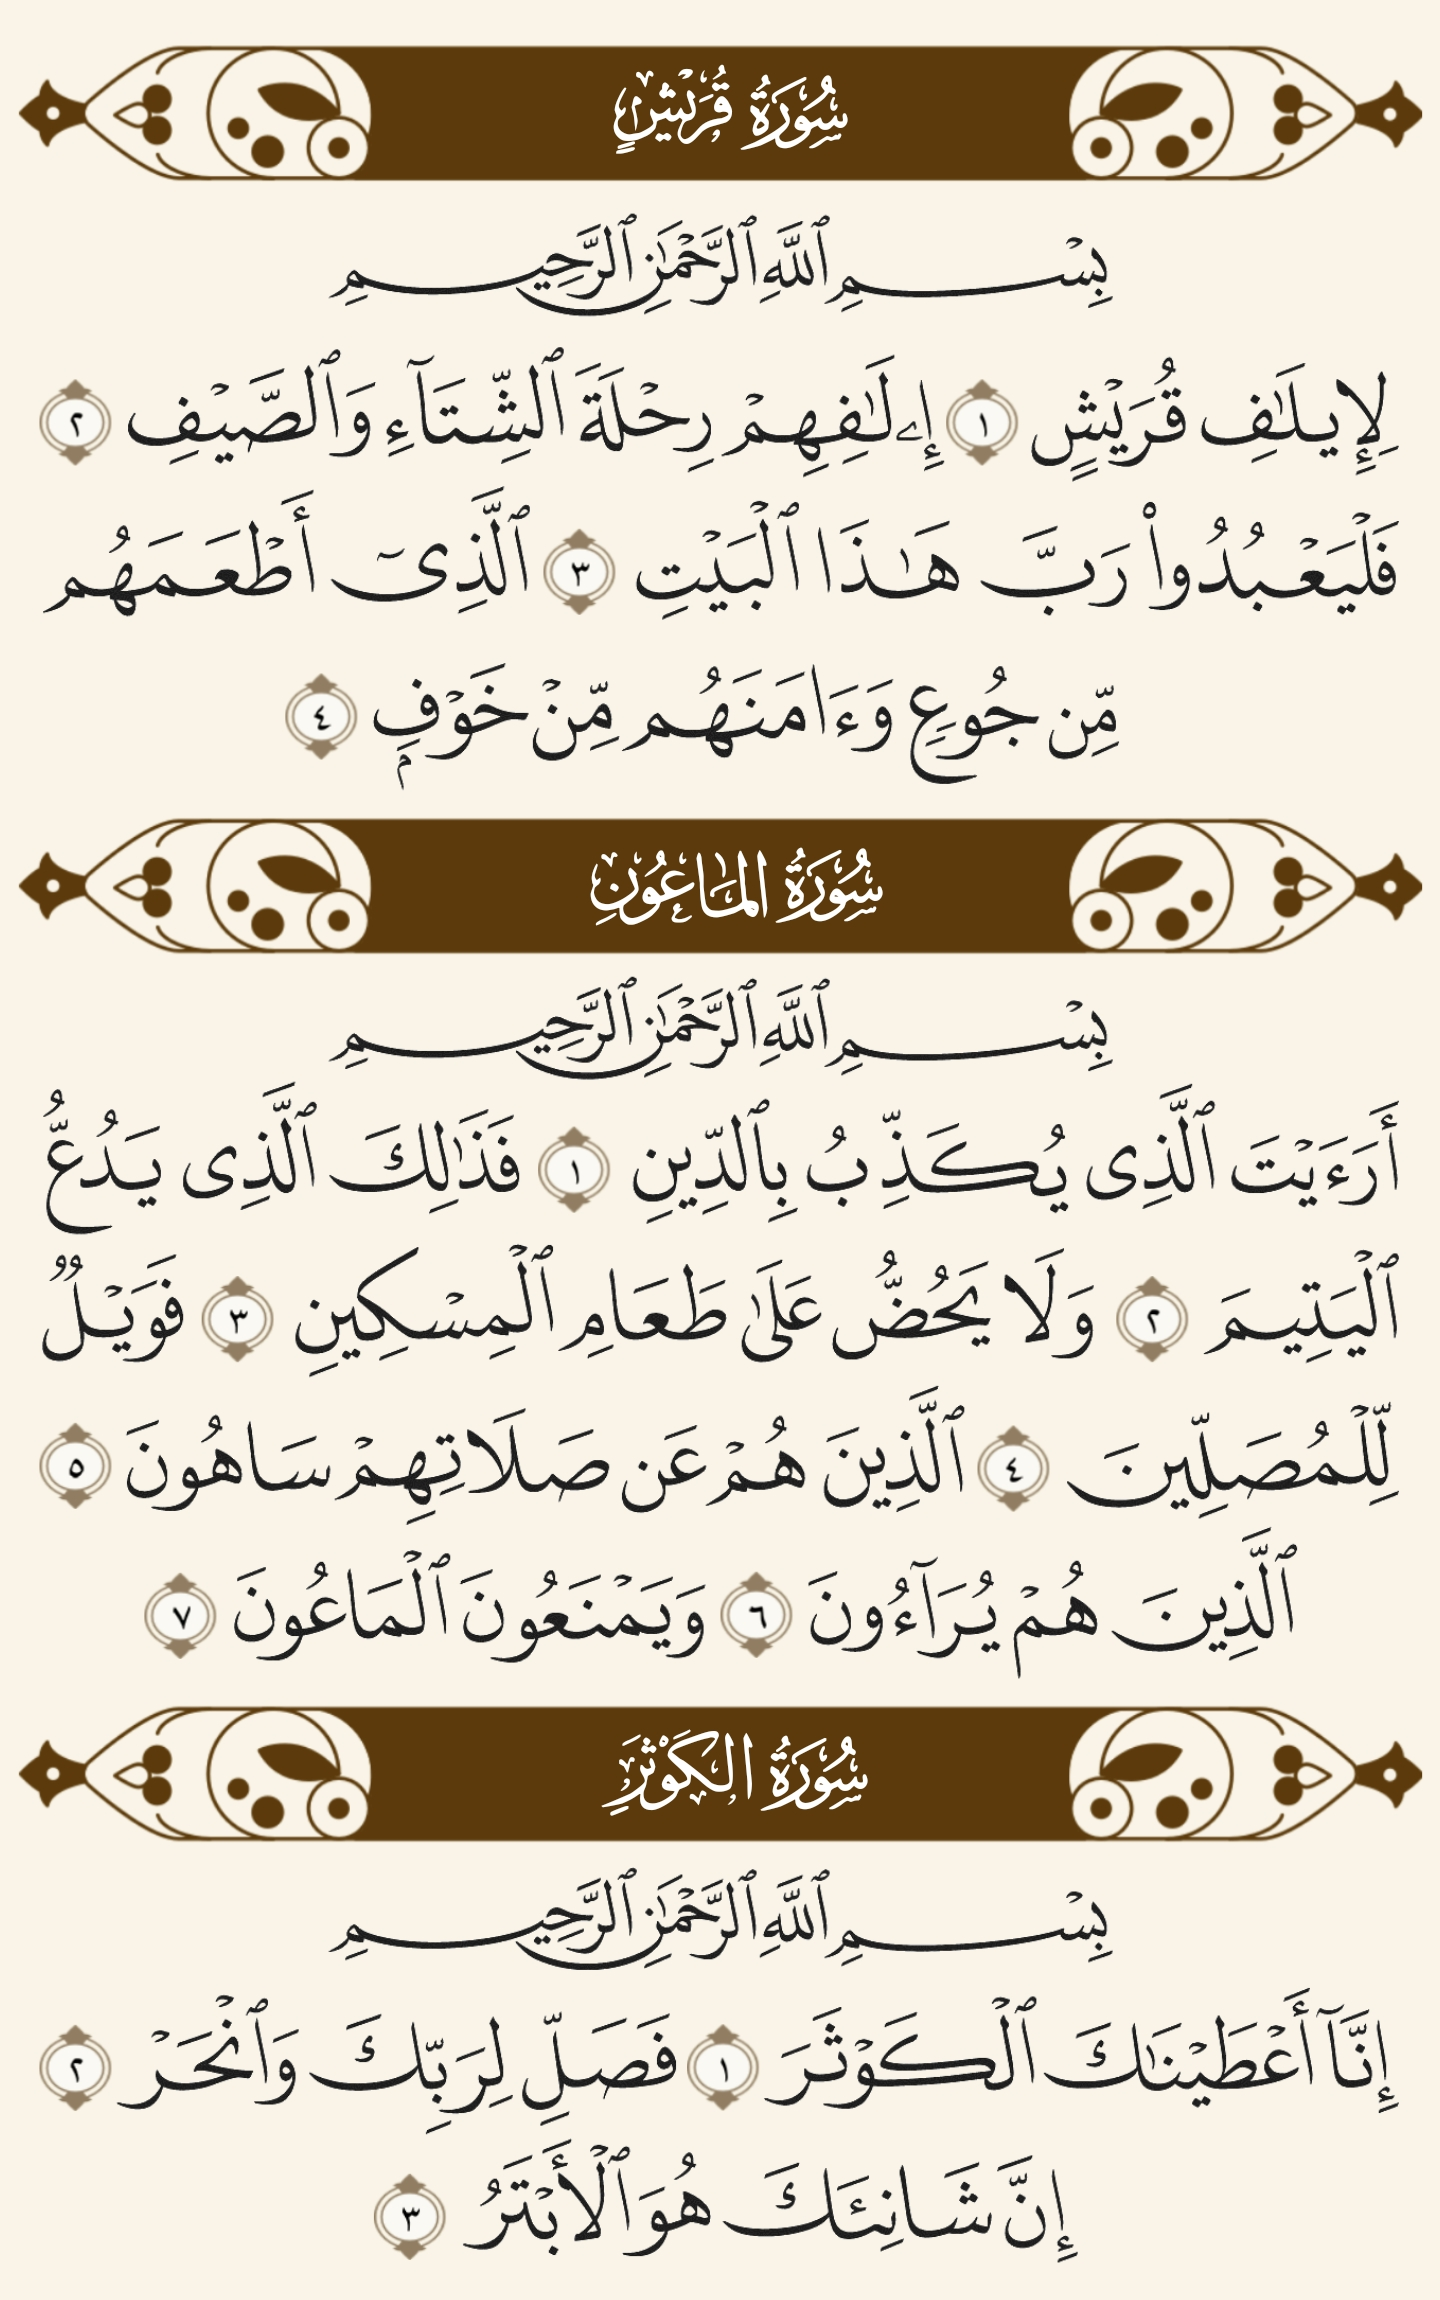 سُورَةُ قُرَيۡشٍ
بِسۡمِ ٱللَّهِ ٱلرَّحۡمَٰنِ ٱلرَّحِيمِ
لِإِيلَٰفِ قُرَيۡشٍ ١ إِۦلَٰفِهِمۡ رِحۡلَةَ ٱلشِّتَآءِ وَٱلصَّيۡفِ ٢
فَلۡيَعۡبُدُواْ رَبَّ هَٰذَا ٱلۡبَيۡتِ ٣ ٱلَّذِيٓ أَطۡعَمَهُم
مِّن جُوعٖ وَءَامَنَهُم مِّنۡ خَوۡفِۭ ٤
سُورَةُ المَاعُونِ
بِسۡمِ ٱللَّهِ ٱلرَّحۡمَٰنِ ٱلرَّحِيمِ
أَرَءَيۡتَ ٱلَّذِي يُكَذِّبُ بِٱلدِّينِ ١ فَذَٰلِكَ ٱلَّذِي يَدُعُّ
ٱلۡيَتِيمَ ٢ وَلَا يَحُضُّ عَلَىٰ طَعَامِ ٱلۡمِسۡكِينِ ٣ فَوَيۡلٞ
لِّلۡمُصَلِّينَ ٤ ٱلَّذِينَ هُمۡ عَن صَلَاتِهِمۡ سَاهُونَ ٥
ٱلَّذِينَ هُمۡ يُرَآءُونَ ٦ وَيَمۡنَعُونَ ٱلۡمَاعُونَ ٧
سُورَةُ الكَوۡثَرِ
بِسۡمِ ٱللَّهِ ٱلرَّحۡمَٰنِ ٱلرَّحِيمِ
إِنَّآ أَعۡطَيۡنَٰكَ ٱلۡكَوۡثَرَ ١ فَصَلِّ لِرَبِّكَ وَٱنۡحَرۡ ٢
إِنَّ شَانِئَكَ هُوَ ٱلۡأَبۡتَرُ ٣